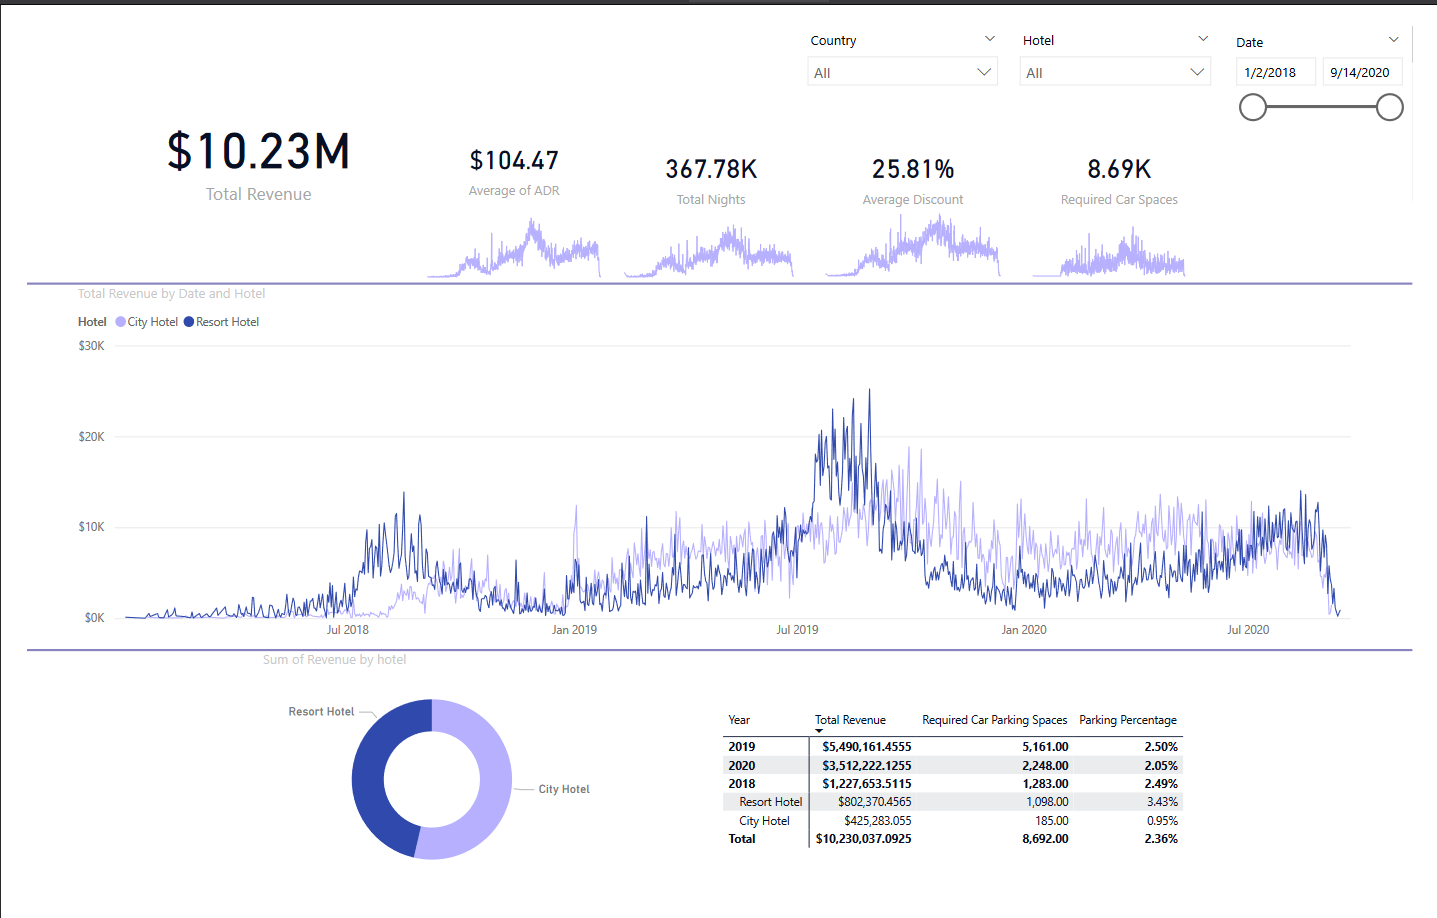 Country
Hotel
Date
All
All
1/2/2018
9/14/2020
$10.23M
Total Revenue
$104.47
Average of ADR
367.78K
Total Nights
25.81%
Average Discount
8.69K
Required Car Spaces
Total Revenue by Date and Hotel
Hotel City Hotel Resort Hotel
$30K
$20K
$10K
$0K
Jul 2018 Jan 2019 Jul 2019 Jan 2020 Jul 2020
Sum of Revenue by hotel
Resort Hotel
City Hotel
Year Total Revenue Required Car Parking Spaces Parking Percentage
2019 $5,490,161.4555 5,161.00 2.50%
2020 $3,512,222.1255 2,248.00 2.05%
2018 $1,227,653.5115 1,283.00 2.49%
Resort Hotel $802,370.4565 1,098.00 3.43%
City Hotel $425,283.055 185.00 0.95%
Total $10,230,037.0925 8,692.00 2.36%